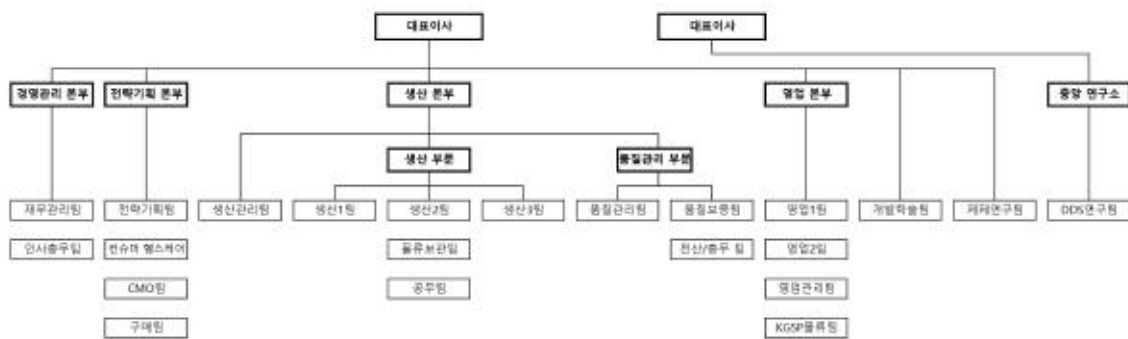 대표이사 대표이사
경영관리 본부 전략기획 본부 생산 본부 영업 본부 중앙 연구소
생산 부문 품질관리 부문
재무관리팀 전략기획팀 생산관리팀 생산1팀 생산2팀 생산3팀 품질관리팀 품질보증팀 영업1팀 개발학술팀 제제연구팀 DDS연구팀
인사총무팀 컨슈머 헬스케어 물류보관팀 전산/총무 팀 영업2팀
CMO팀 공무팀 영업관리팀
구매팀 KGSP물류팀